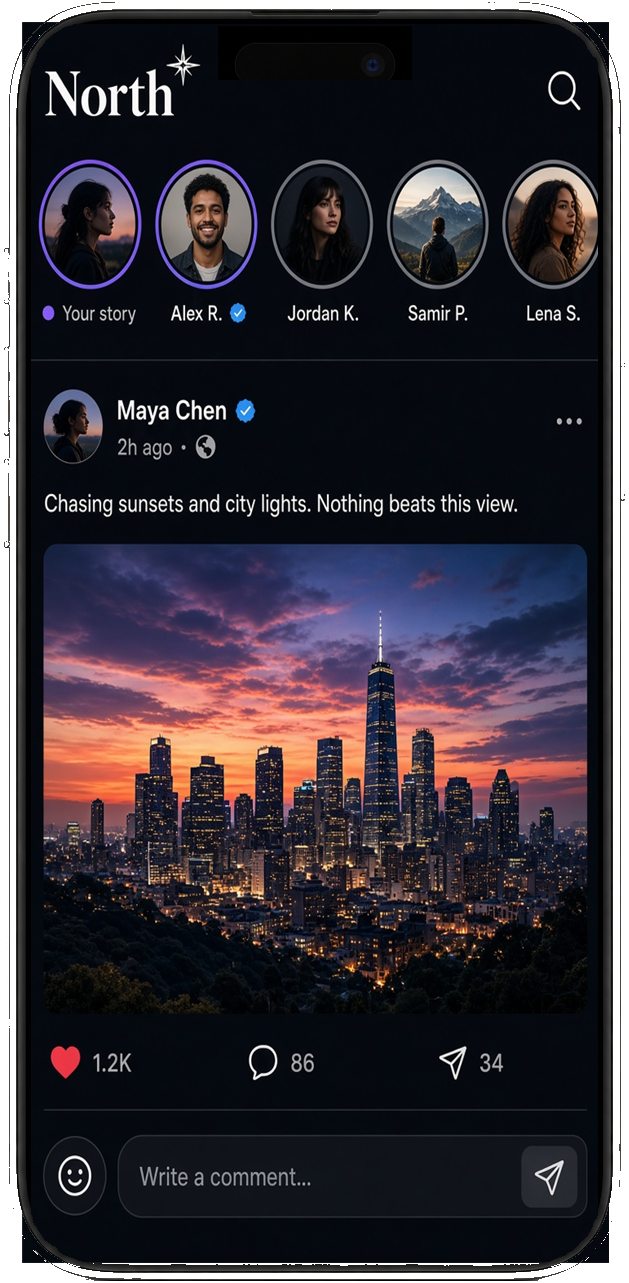 North
Your story
Alex R.
Jordan K.
Samir P.
Lena S.
Maya Chen
2h ago •
Chasing sunsets and city lights. Nothing beats this view.
1.2K
86
34
Write a comment...